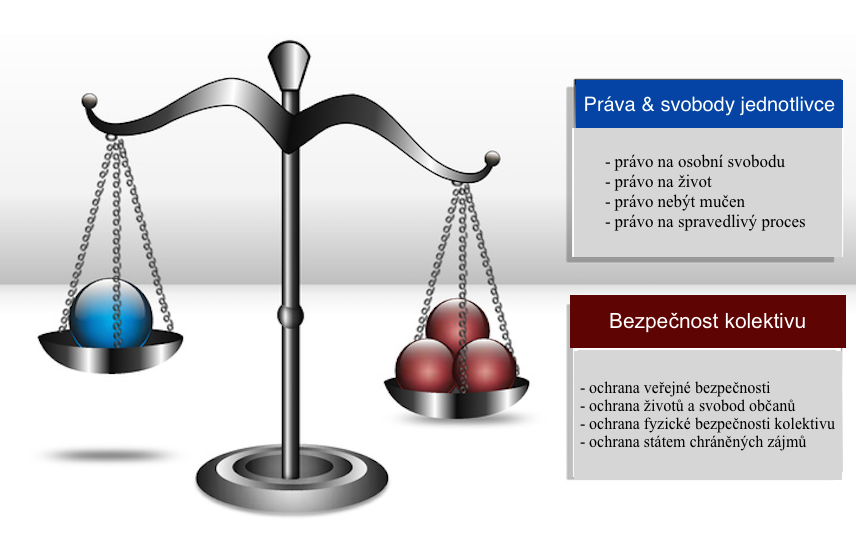 Práva & svobody jednotlivce
- právo na osobní svobodu
- právo na život
- právo nebýt mučen
- právo na spravedlivý proces
Bezpečnost kolektivu
- ochrana veřejné bezpečnosti
- ochrana životů a svobod občanů
- ochrana fyzické bezpečnosti kolektivu
- ochrana státem chráněných zájmů